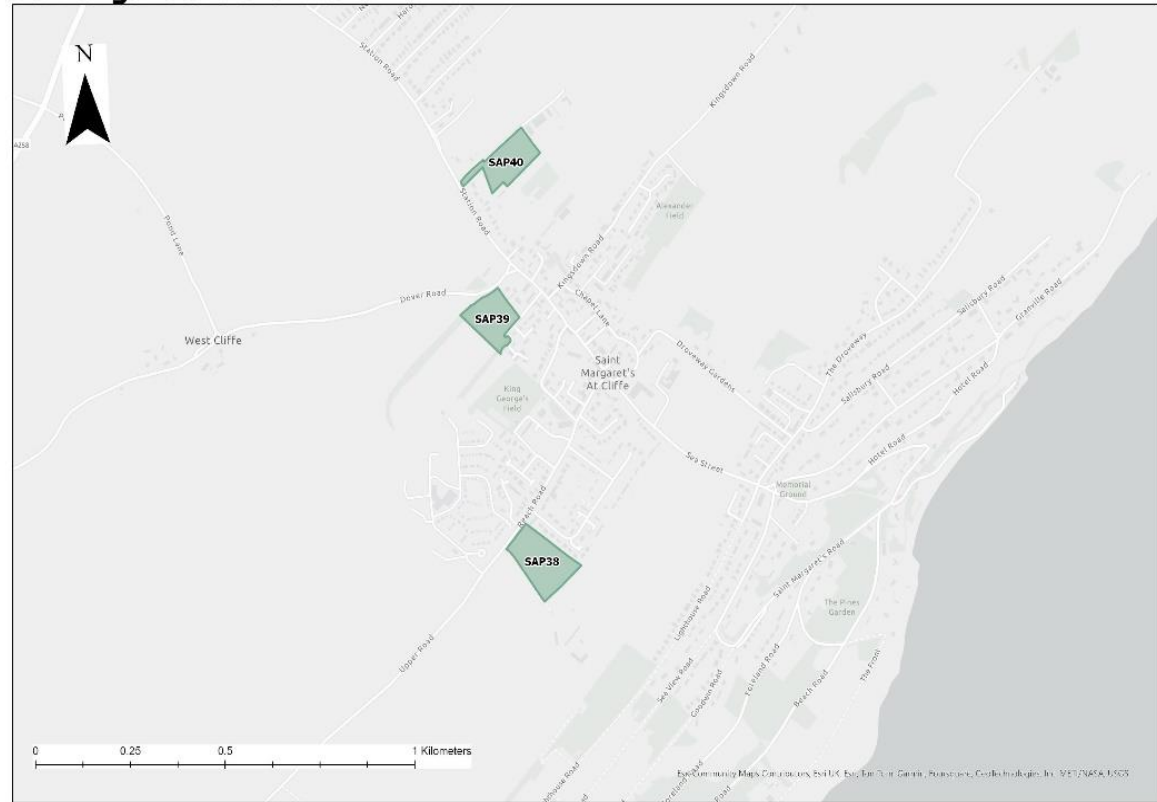 N
Station Road
Kingsdown Road
A258
SAP40
Station Road
Alexander
Field
Pond Lane
Kingsdown Road
Dover Road
Chapel Lane
SAP39
West Cliffe
Saint
Margaret's
At Cliffe
Droveway Gardens
The Droveway
Salisbury Road
Granville Road
Salisbury Road
Hotel Road
King
George's
Field
Hotel Road
Sea Street
Memorial
Ground
Reach Road
SAP38
Saint Margaret's Road
The Pines
Garden
Lighthouse Road
Upper Road
Sea View Road
Goodwin Road
Foreland Road
Beach Road
The Front
0 0.25 0.5 1 Kilometers